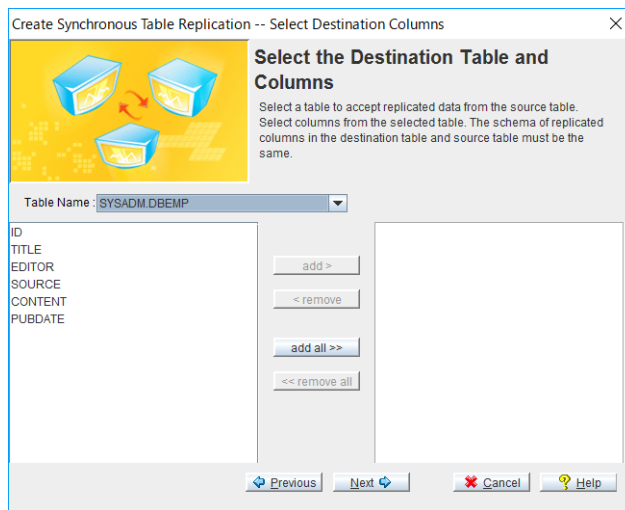 Create Synchronous Table Replication -- Select Destination Columns
Select the Destination Table and
Columns
Select a table to accept replicated data from the source table.
Select columns from the selected table. The schema of replicated
columns in the destination table and source table must be the
same.
Table Name : SYSADM.DBEMP
ID
TITLE
EDITOR
SOURCE
CONTENT
PUBDATE
add >
< remove
add all >>
<< remove all
Previous
Next
Cancel
Help